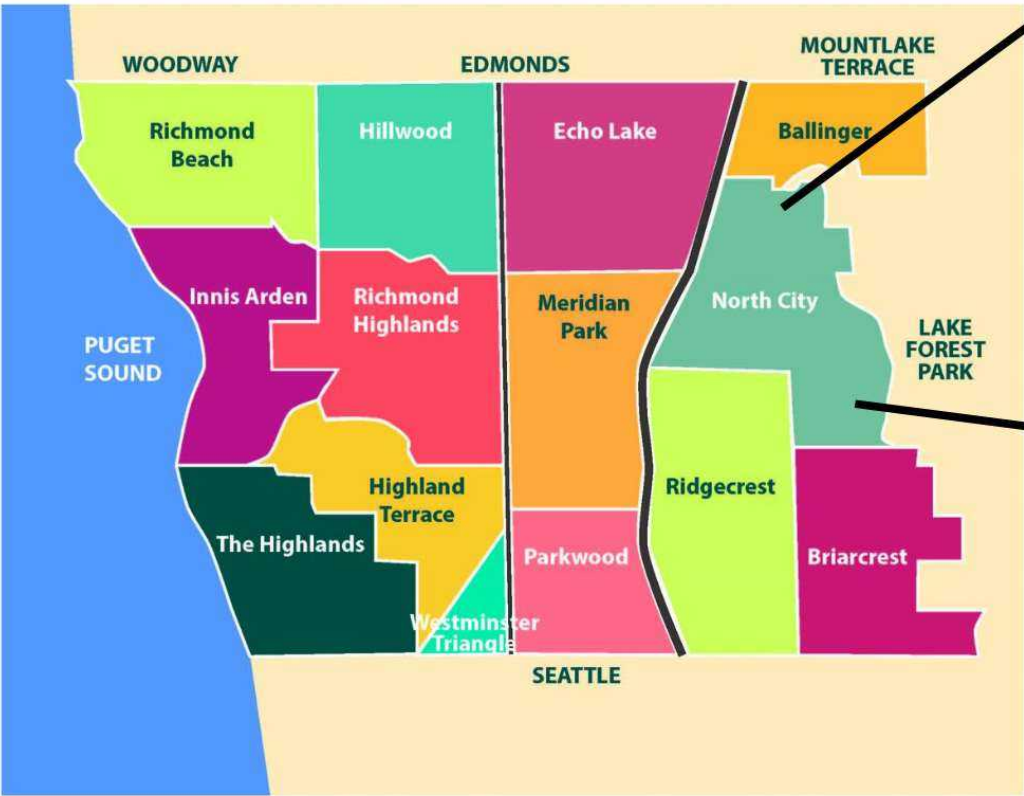 WOODWAY
EDMONDS
MOUNTLAKE
TERRACE
Richmond
Beach
Hillwood
Echo Lake
Ballinger
Innis Arden
Richmond
Highlands
Meridian
Park
North City
PUGET
SOUND
LAKE
FOREST
PARK
Highland
Terrace
Ridgecrest
The Highlands
Parkwood
Briarcrest
Westminster
Triangle
SEATTLE